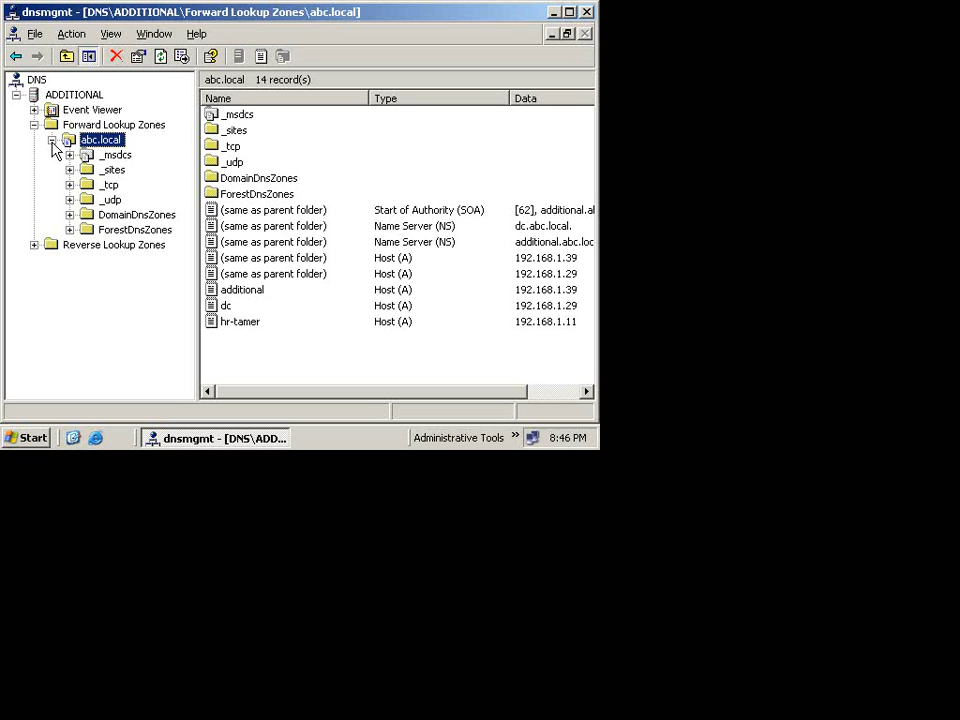 dnsmgmt - [DNS\ADDITIONAL\Forward Lookup Zones\abc.local]
File Action View Window Help
DNS
ADDITIONAL
Event Viewer
Forward Lookup Zones
abc.local
_msdcs
_sites
_tcp
_udp
DomainDnsZones
ForestDnsZones
Reverse Lookup Zones
abc.local 14 record(s)
Name Type Data
_msdcs
_sites
_tcp
_udp
DomainDnsZones
ForestDnsZones
(same as parent folder) Start of Authority (SOA) [62], additional.al
(same as parent folder) Name Server (NS) dc.abc.local.
(same as parent folder) Name Server (NS) additional.abc.loc
(same as parent folder) Host (A) 192.168.1.39
(same as parent folder) Host (A) 192.168.1.29
additional Host (A) 192.168.1.39
dc Host (A) 192.168.1.29
hr-tamer Host (A) 192.168.1.11
Start dnsmgmt - [DNS\ADD... Administrative Tools » 8:46 PM